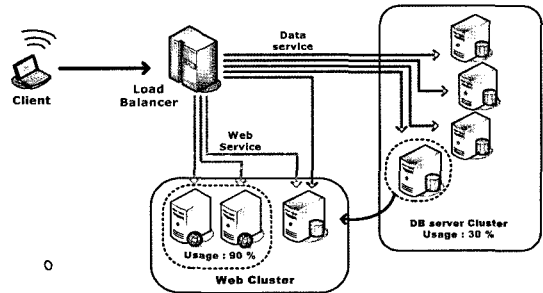 Data
service
Client
Load
Balancer
Web
Service
DB server Cluster
Usage : 30 %
Usage : 90 %
Web Cluster